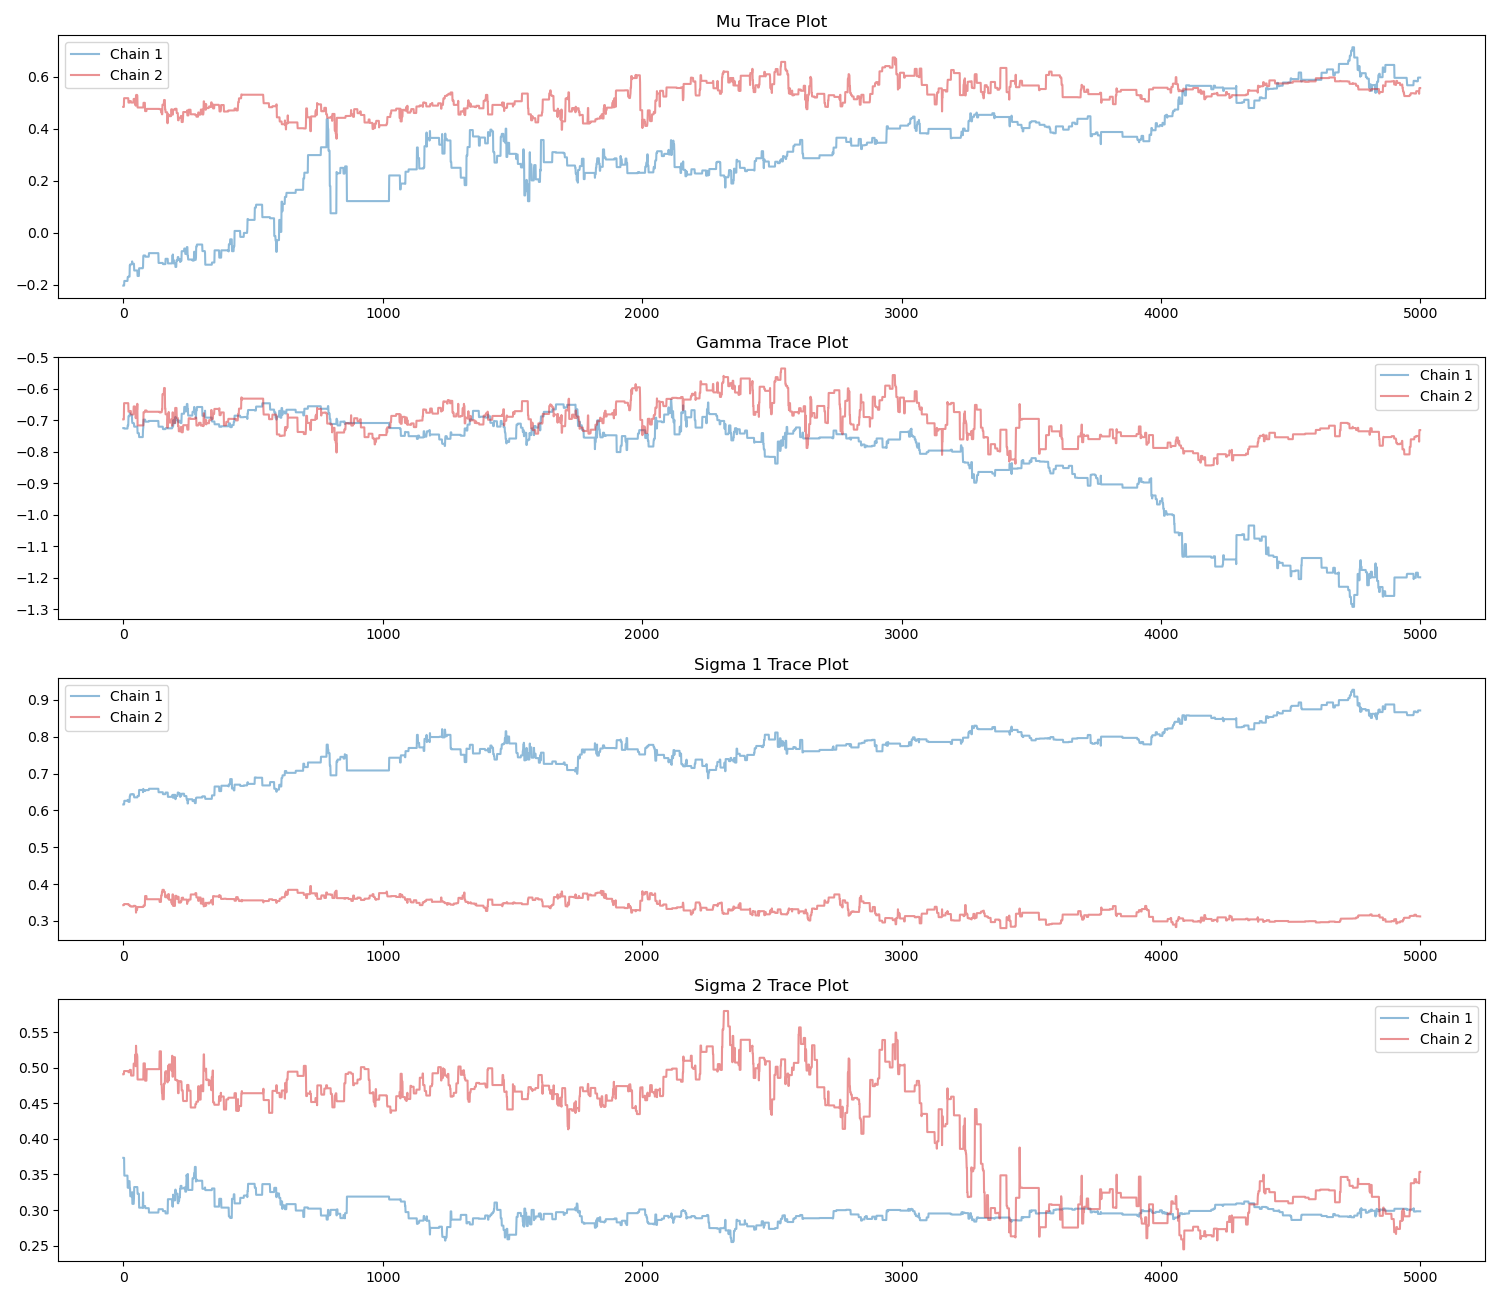 Mu Trace Plot
Chain 1
Chain 2
0.6
0.4
0.2
0.0
−0.2
0 1000 2000 3000 4000 5000
Gamma Trace Plot
Chain 1
Chain 2
−0.5
−0.6
−0.7
−0.8
−0.9
−1.0
−1.1
−1.2
−1.3
0 1000 2000 3000 4000 5000
Sigma 1 Trace Plot
Chain 1
Chain 2
0.9
0.8
0.7
0.6
0.5
0.4
0.3
0 1000 2000 3000 4000 5000
Sigma 2 Trace Plot
Chain 1
Chain 2
0.55
0.50
0.45
0.40
0.35
0.30
0.25
0 1000 2000 3000 4000 5000